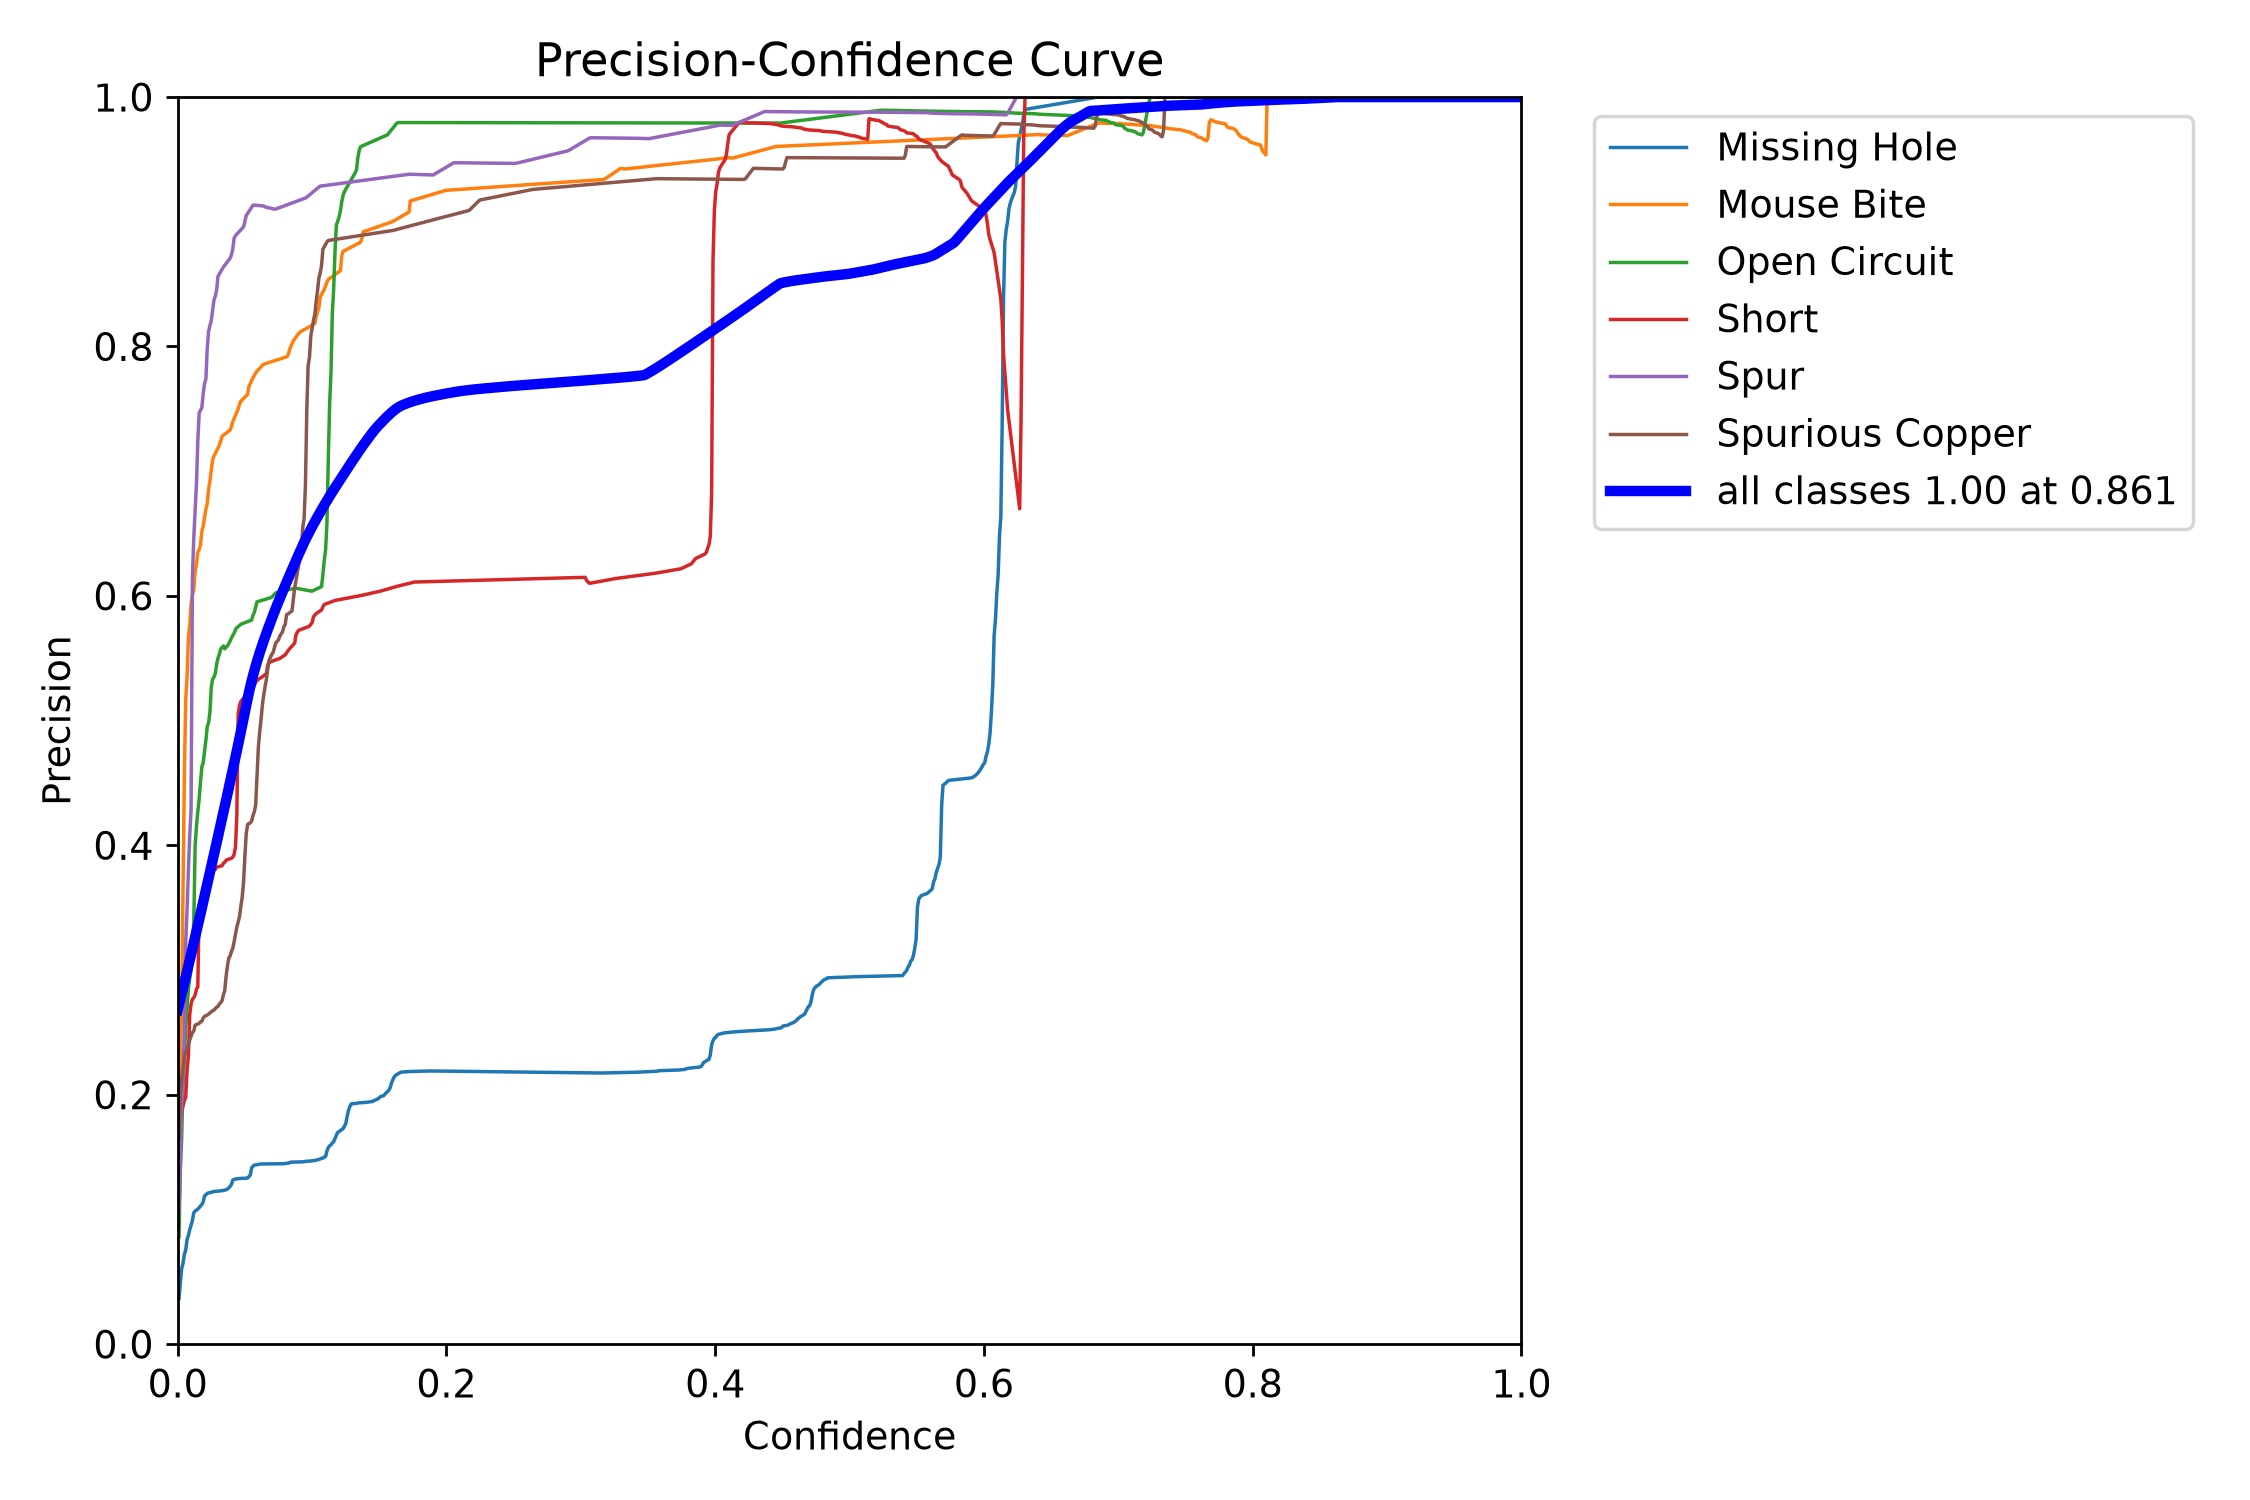 Precision-Confidence Curve
1.0
0.8
0.6
0.4
0.2
0.0
Precision
0.0 0.2 0.4 0.6 0.8 1.0
Confidence
Missing Hole
Mouse Bite
Open Circuit
Short
Spur
Spurious Copper
all classes 1.00 at 0.861